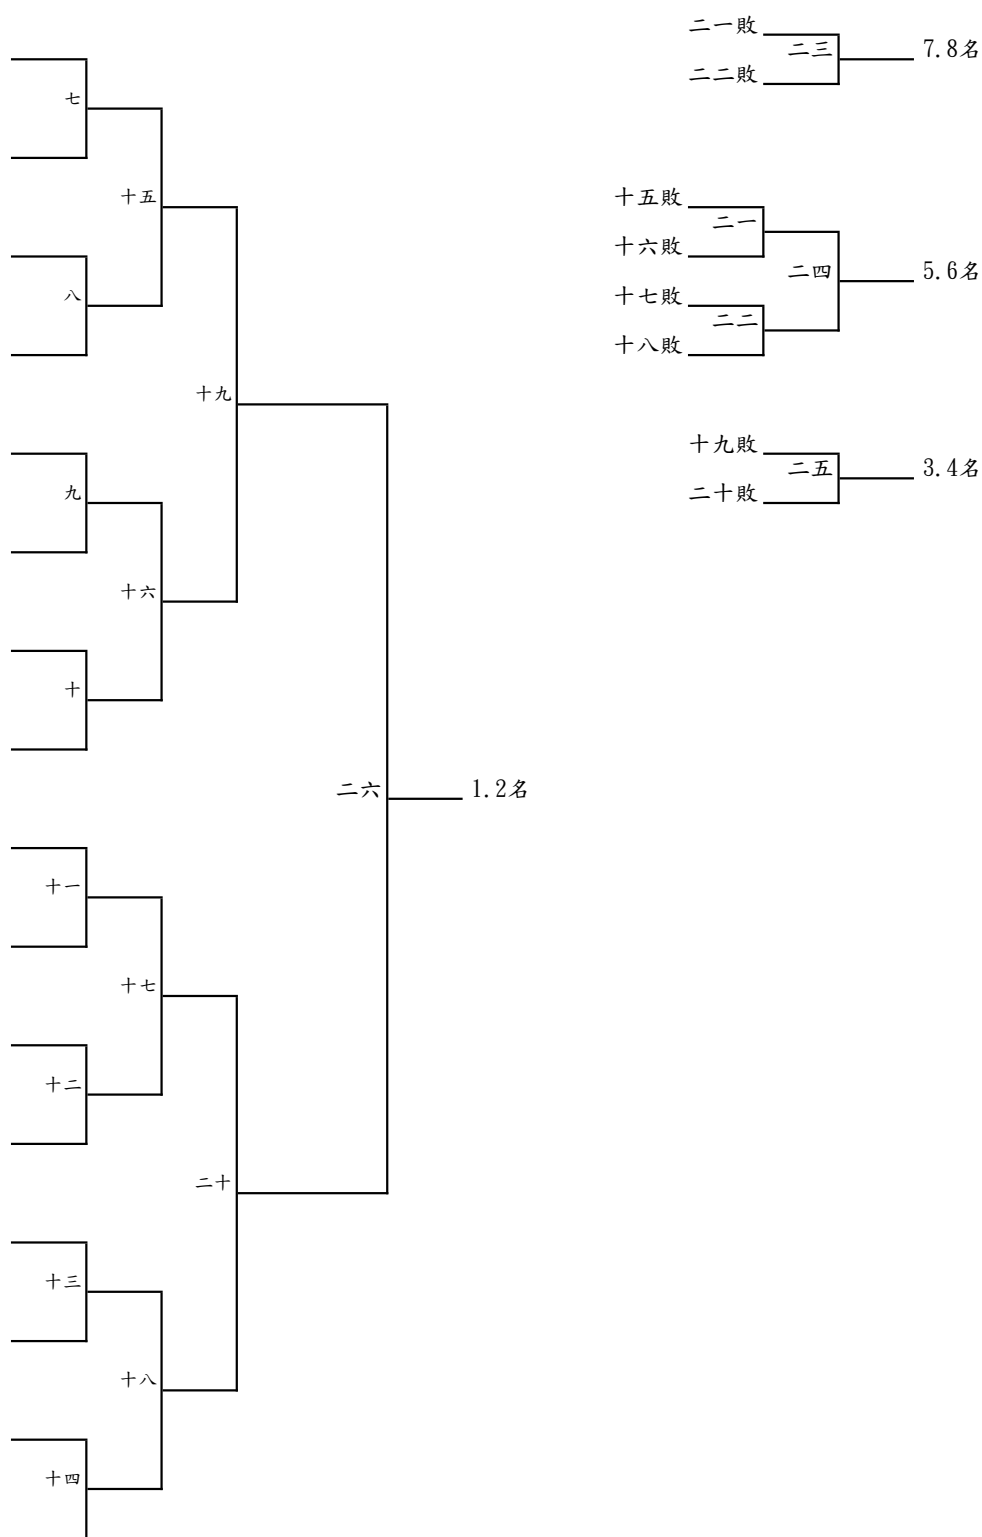 二一敗
二三
7.8名
二二敗
七
十五
十五敗
二一
十六敗
二四
5.6名
八
十七敗
二二
十八敗
十九
十九敗
二五
3.4名
二十敗
九
十六
十
二六
1.2名
十一
十七
十二
二十
十三
十八
十四